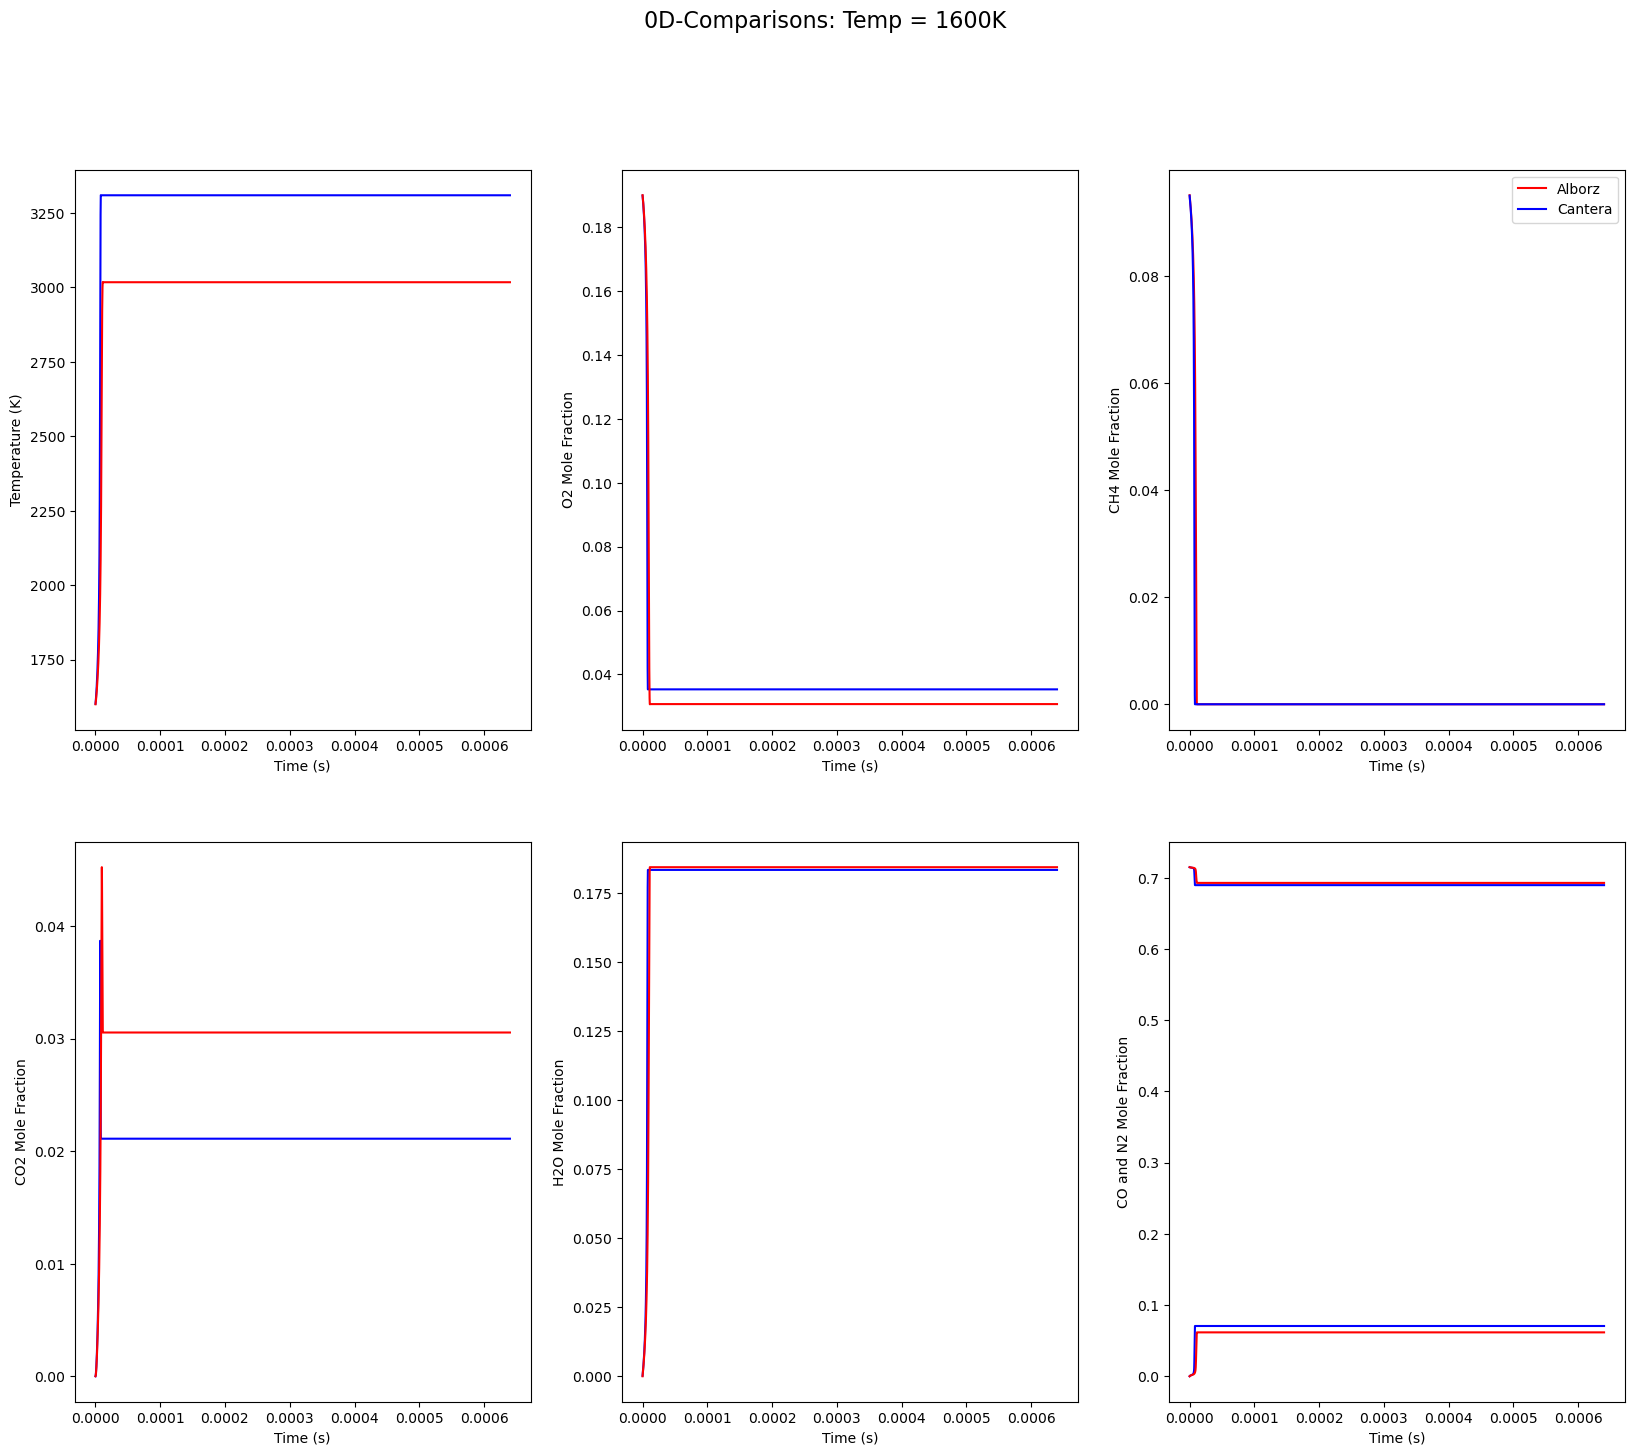 0D-Comparisons: Temp = 1600K
Temperature (K)
3250
3000
2750
2500
2250
2000
1750
0.0000 0.0001 0.0002 0.0003 0.0004 0.0005 0.0006
Time (s)
O2 Mole Fraction
0.18
0.16
0.14
0.12
0.10
0.08
0.06
0.04
0.0000 0.0001 0.0002 0.0003 0.0004 0.0005 0.0006
Time (s)
CH4 Mole Fraction
0.08
0.06
0.04
0.02
0.00
Alborz
Cantera
0.0000 0.0001 0.0002 0.0003 0.0004 0.0005 0.0006
Time (s)
CO2 Mole Fraction
0.04
0.03
0.02
0.01
0.00
0.0000 0.0001 0.0002 0.0003 0.0004 0.0005 0.0006
Time (s)
H2O Mole Fraction
0.175
0.150
0.125
0.100
0.075
0.050
0.025
0.000
0.0000 0.0001 0.0002 0.0003 0.0004 0.0005 0.0006
Time (s)
CO and N2 Mole Fraction
0.7
0.6
0.5
0.4
0.3
0.2
0.1
0.0
0.0000 0.0001 0.0002 0.0003 0.0004 0.0005 0.0006
Time (s)